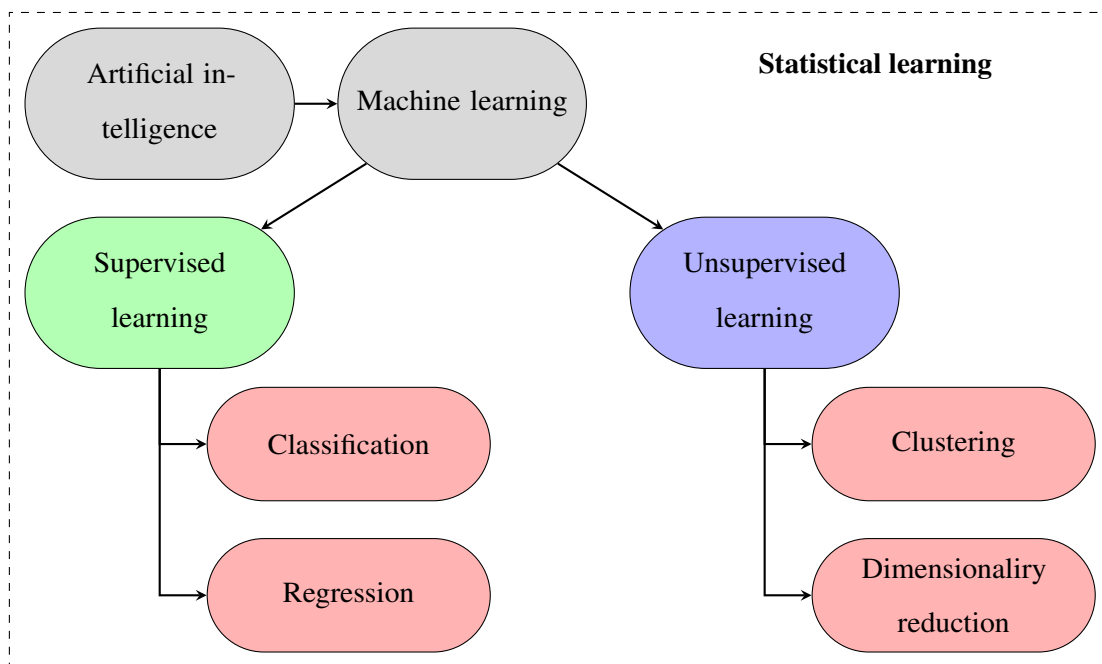 Artificial in-
telligence
Machine learning
Statistical learning
Supervised
learning
Unsupervised
learning
Classification
Clustering
Regression
Dimensionaliry
reduction